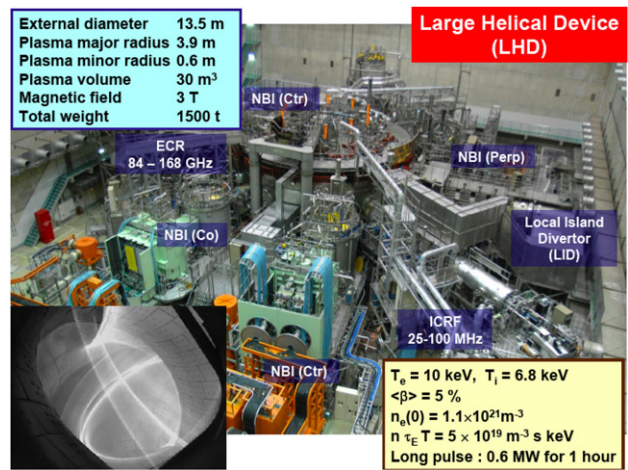 External diameter 13.5 m
Plasma major radius 3.9 m
Plasma minor radius 0.6 m
Plasma volume 30 m³
Magnetic field 3 T
Total weight 1500 t
Large Helical Device
(LHD)
NBI (Ctr)
ECR
84 – 168 GHz
NBI (Perp)
NBI (Co)
Local Island
Divertor
(LID)
ICRF
25-100 MHz
NBI (Ctr)
Tₑ = 10 keV, Tᵢ = 6.8 keV
<β> = 5 %
nₑ(0) = 1.1×10²¹m⁻³
n τ_E T = 5 × 10¹⁹ m⁻³ s keV
Long pulse : 0.6 MW for 1 hour